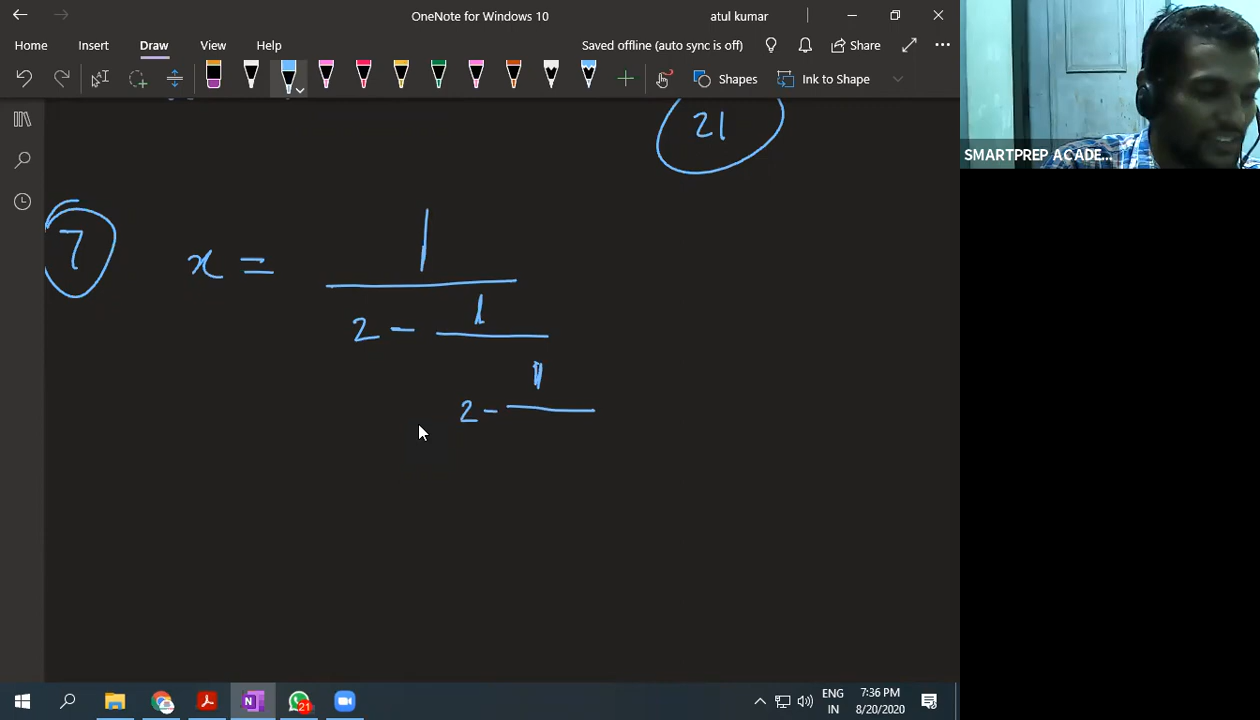 OneNote for Windows 10
atul kumar
Home Insert Draw View Help
Saved offline (auto sync is off)
Share
Shapes
Ink to Shape
21
SMARTPREP ACADE...
7
x = 1
2 - 1
2 - 1
N
21
ENG
IN
7:36 PM
8/20/2020